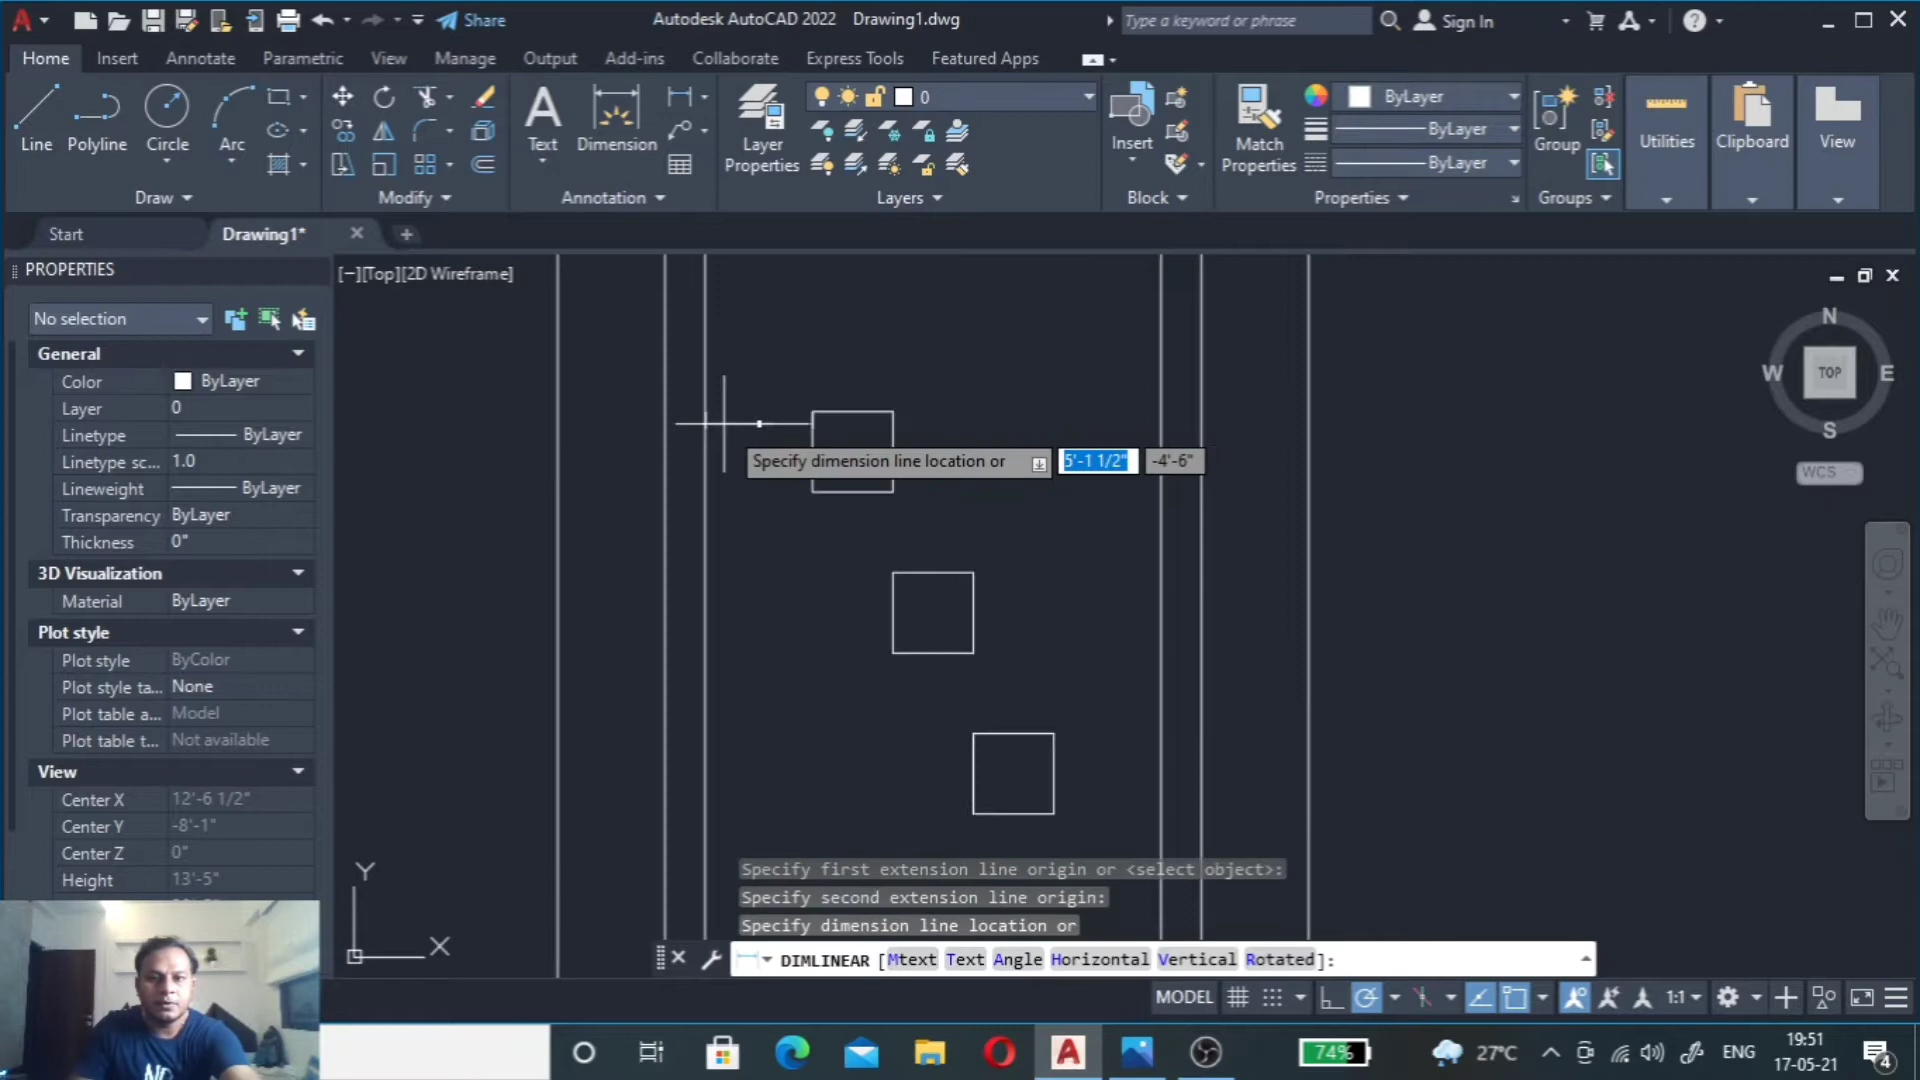 Share
Autodesk AutoCAD 2022 Drawing1.dwg
Type a keyword or phrase
Sign In
Home Insert Annotate Parametric View Manage Output Add-ins Collaborate Express Tools Featured Apps
Line Polyline Circle Arc
Text Dimension
Layer Properties
0
Insert
Match Properties
ByLayer
ByLayer
ByLayer
Group
Utilities Clipboard View
Draw Modify Annotation Layers Block Properties Groups
Start Drawing1*
PROPERTIES
[−][Top][2D Wireframe]
No selection
General
Color ByLayer
Layer 0
Linetype ByLayer
Linetype sc... 1.0
Lineweight ByLayer
Transparency ByLayer
Thickness 0"
3D Visualization
Material ByLayer
Plot style
Plot style ByColor
Plot style ta... None
Plot table a... Model
Plot table t... Not available
View
Center X 12'-6 1/2"
Center Y -8'-1"
Center Z 0"
Height 13'-5"
Specify dimension line location or 5'-1 1/2" -4'-6"
N
W TOP E
S
WCS
Y
X
Specify first extension line origin or <select object>:
Specify second extension line origin:
Specify dimension line location or
DIMLINEAR [Mtext Text Angle Horizontal Vertical Rotated]:
MODEL 1:1
74% 27°C ENG
19:51
17-05-21
4